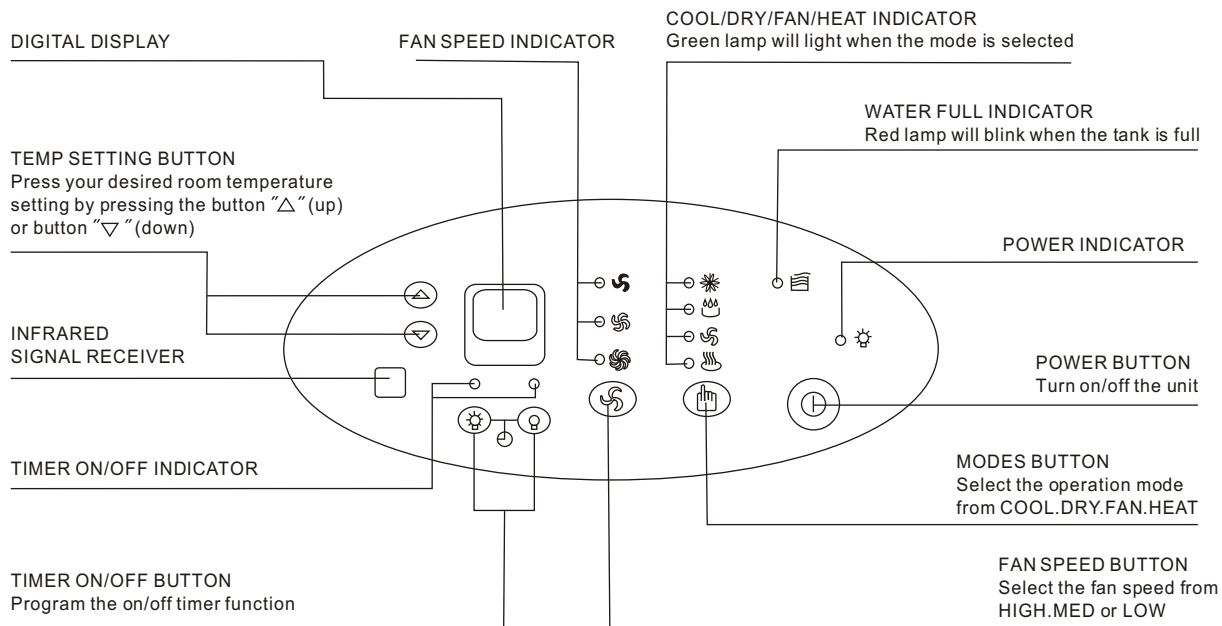 COOL/DRY/FAN/HEAT INDICATOR
Green lamp will light when the mode is selected
DIGITAL DISPLAY
FAN SPEED INDICATOR
WATER FULL INDICATOR
Red lamp will blink when the tank is full
TEMP SETTING BUTTON
Press your desired room temperature
setting by pressing the button "△" (up)
or button "▽" (down)
POWER INDICATOR
INFRARED
SIGNAL RECEIVER
POWER BUTTON
Turn on/off the unit
TIMER ON/OFF INDICATOR
MODES BUTTON
Select the operation mode
from COOL.DRY.FAN.HEAT
TIMER ON/OFF BUTTON
Program the on/off timer function
FAN SPEED BUTTON
Select the fan speed from
HIGH.MED or LOW